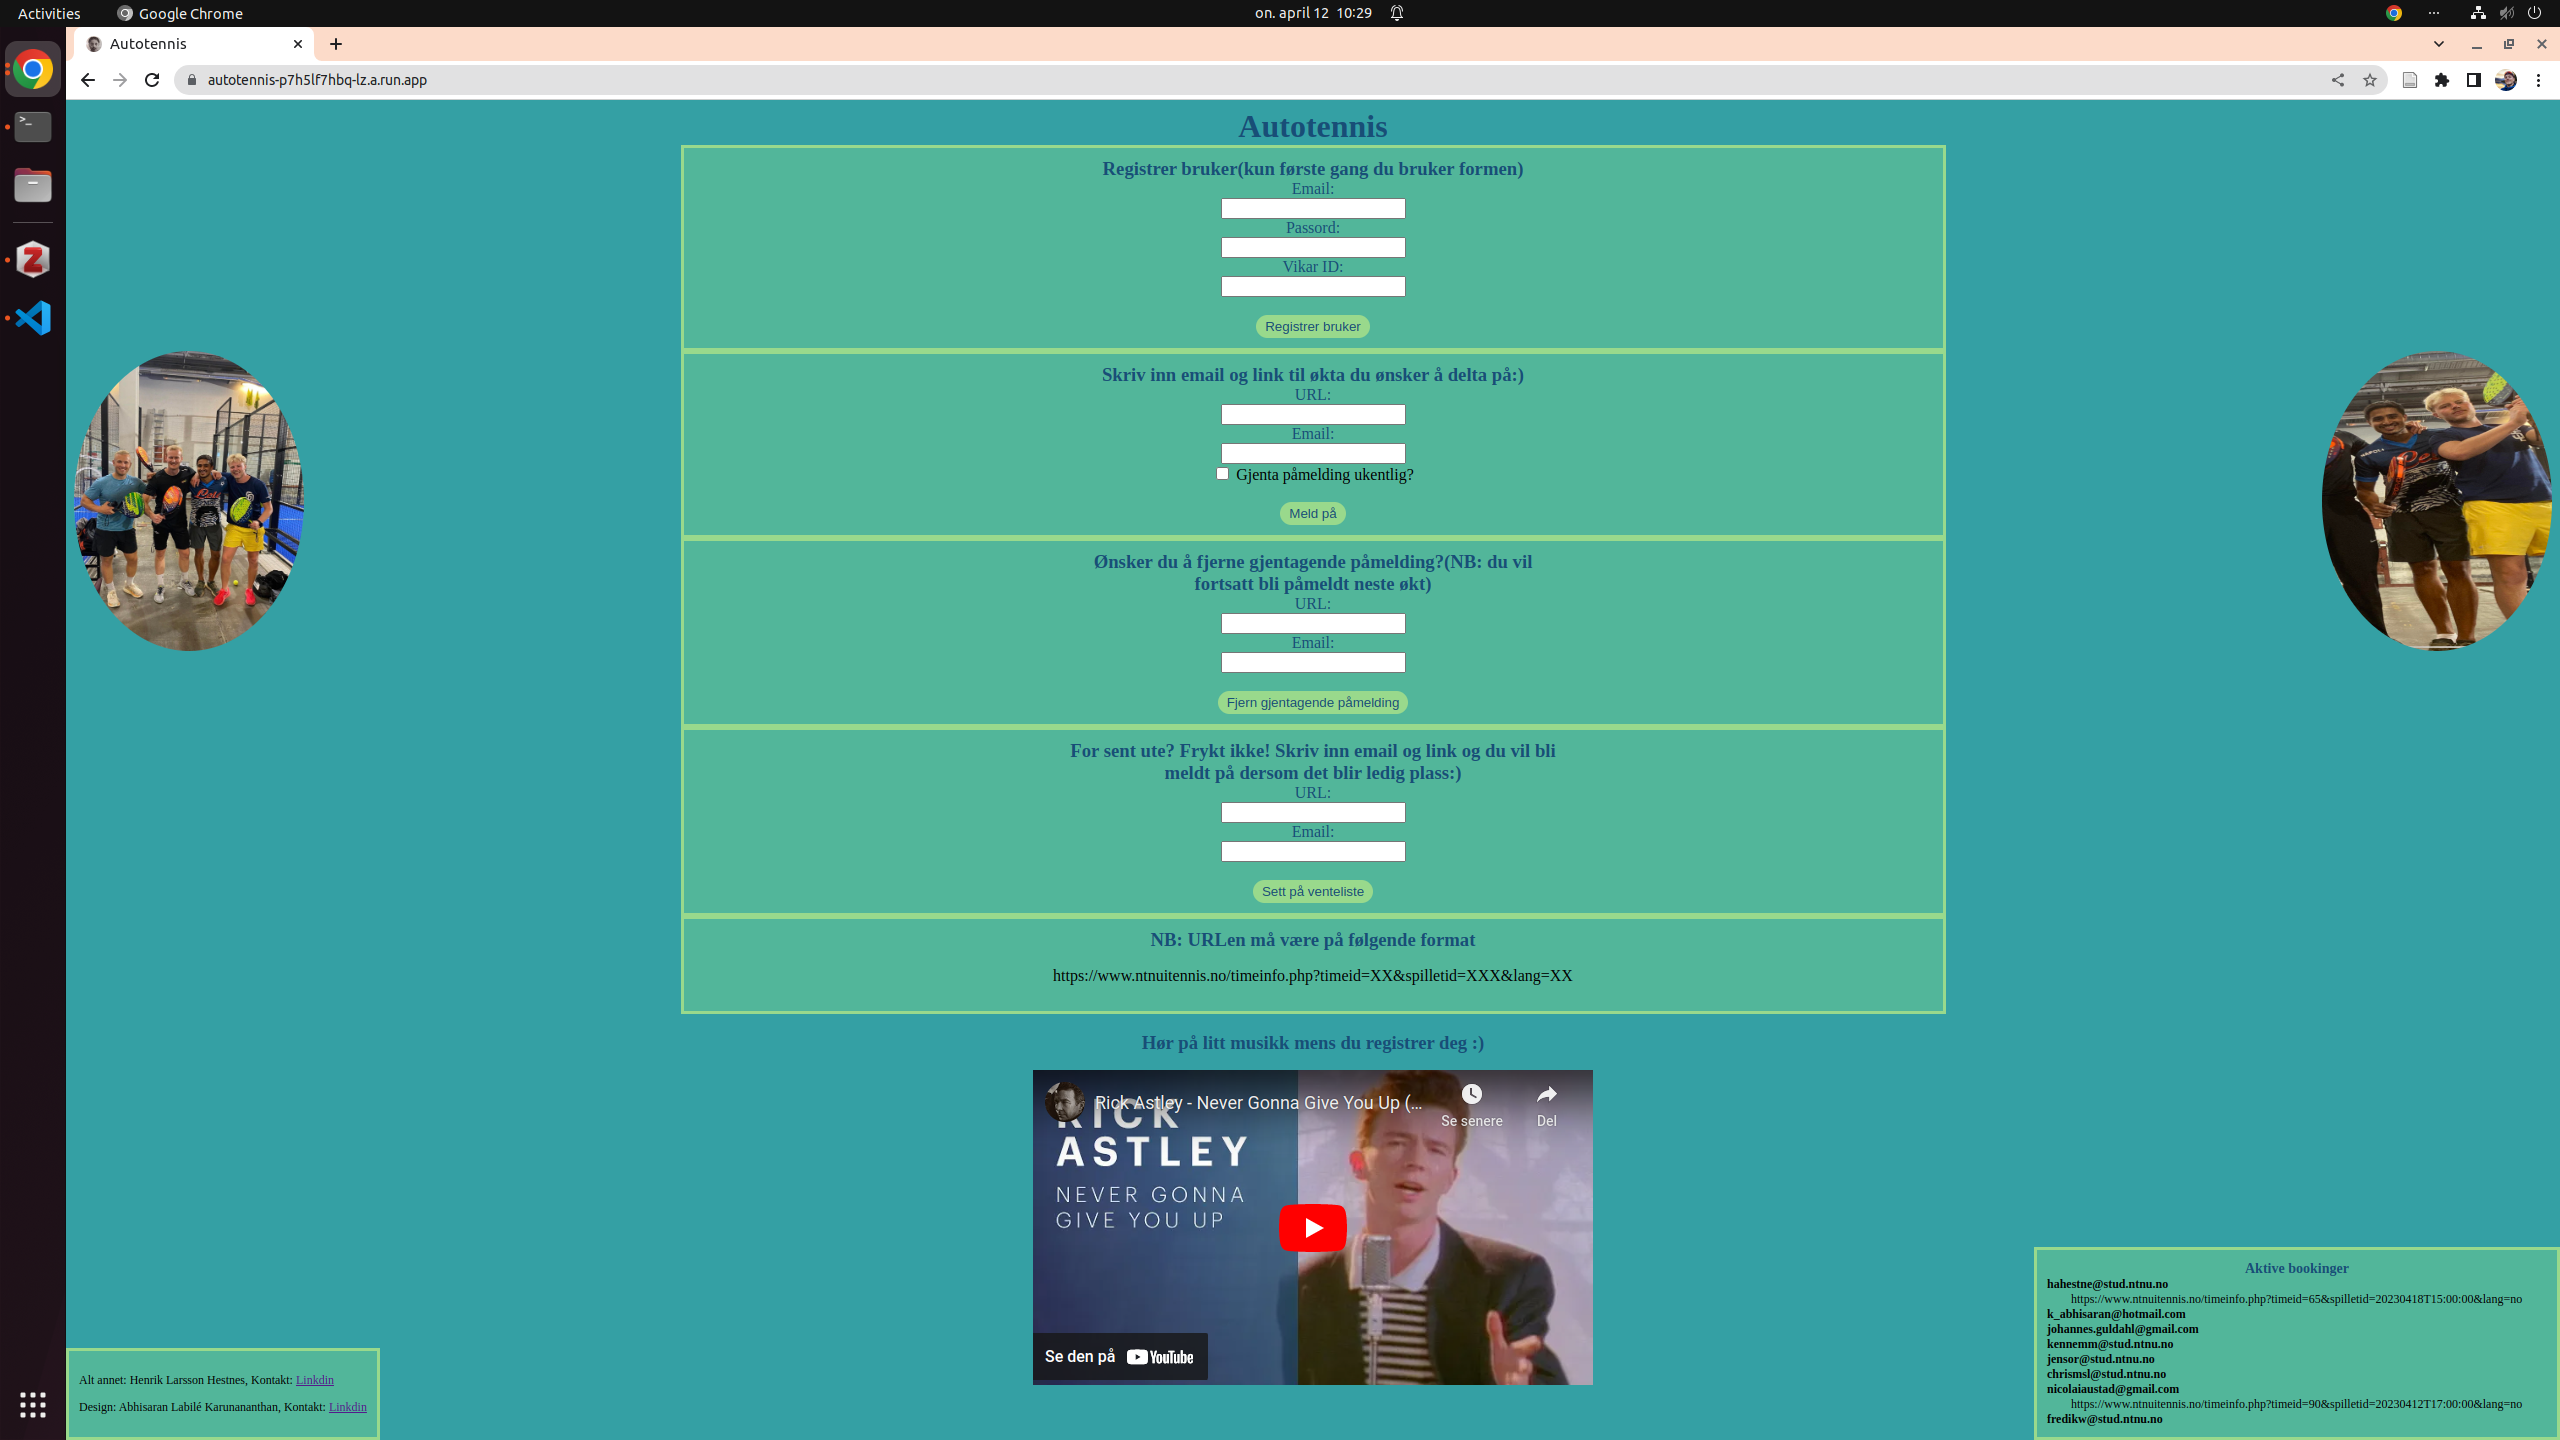 Activities
Google Chrome
on. april 12 10:29
Autotennis
autotennis-p7h5lf7hbq-lz.a.run.app
Autotennis
Registrer bruker(kun første gang du bruker formen)
Email:
Passord:
Vikar ID:
Registrer bruker
Skriv inn email og link til økta du ønsker å delta på:)
URL:
Email:
Gjenta påmelding ukentlig?
Meld på
Ønsker du å fjerne gjentagende påmelding?(NB: du vil
fortsatt bli påmeldt neste økt)
URL:
Email:
Fjern gjentagende påmelding
For sent ute? Frykt ikke! Skriv inn email og link og du vil bli
meldt på dersom det blir ledig plass:)
URL:
Email:
Sett på venteliste
NB: URLen må være på følgende format
https://www.ntnuitennis.no/timeinfo.php?timeid=XX&spilletid=XXX&lang=XX
Hør på litt musikk mens du registrer deg :)
Rick Astley - Never Gonna Give You Up (...
Se senere
Del
RICK
ASTLEY
NEVER GONNA
GIVE YOU UP
Se den på YouTube
Alt annet: Henrik Larsson Hestnes, Kontakt: Linkdin
Design: Abhisaran Labilé Karunananthan, Kontakt: Linkdin
Aktive bookinger
hahestne@stud.ntnu.no
https://www.ntnuitennis.no/timeinfo.php?timeid=65&spilletid=20230418T15:00:00&lang=no
k_abhisaran@hotmail.com
johannes.guldahl@gmail.com
kennemm@stud.ntnu.no
jensor@stud.ntnu.no
chrismsl@stud.ntnu.no
nicolaiaustad@gmail.com
https://www.ntnuitennis.no/timeinfo.php?timeid=90&spilletid=20230412T17:00:00&lang=no
fredikw@stud.ntnu.no